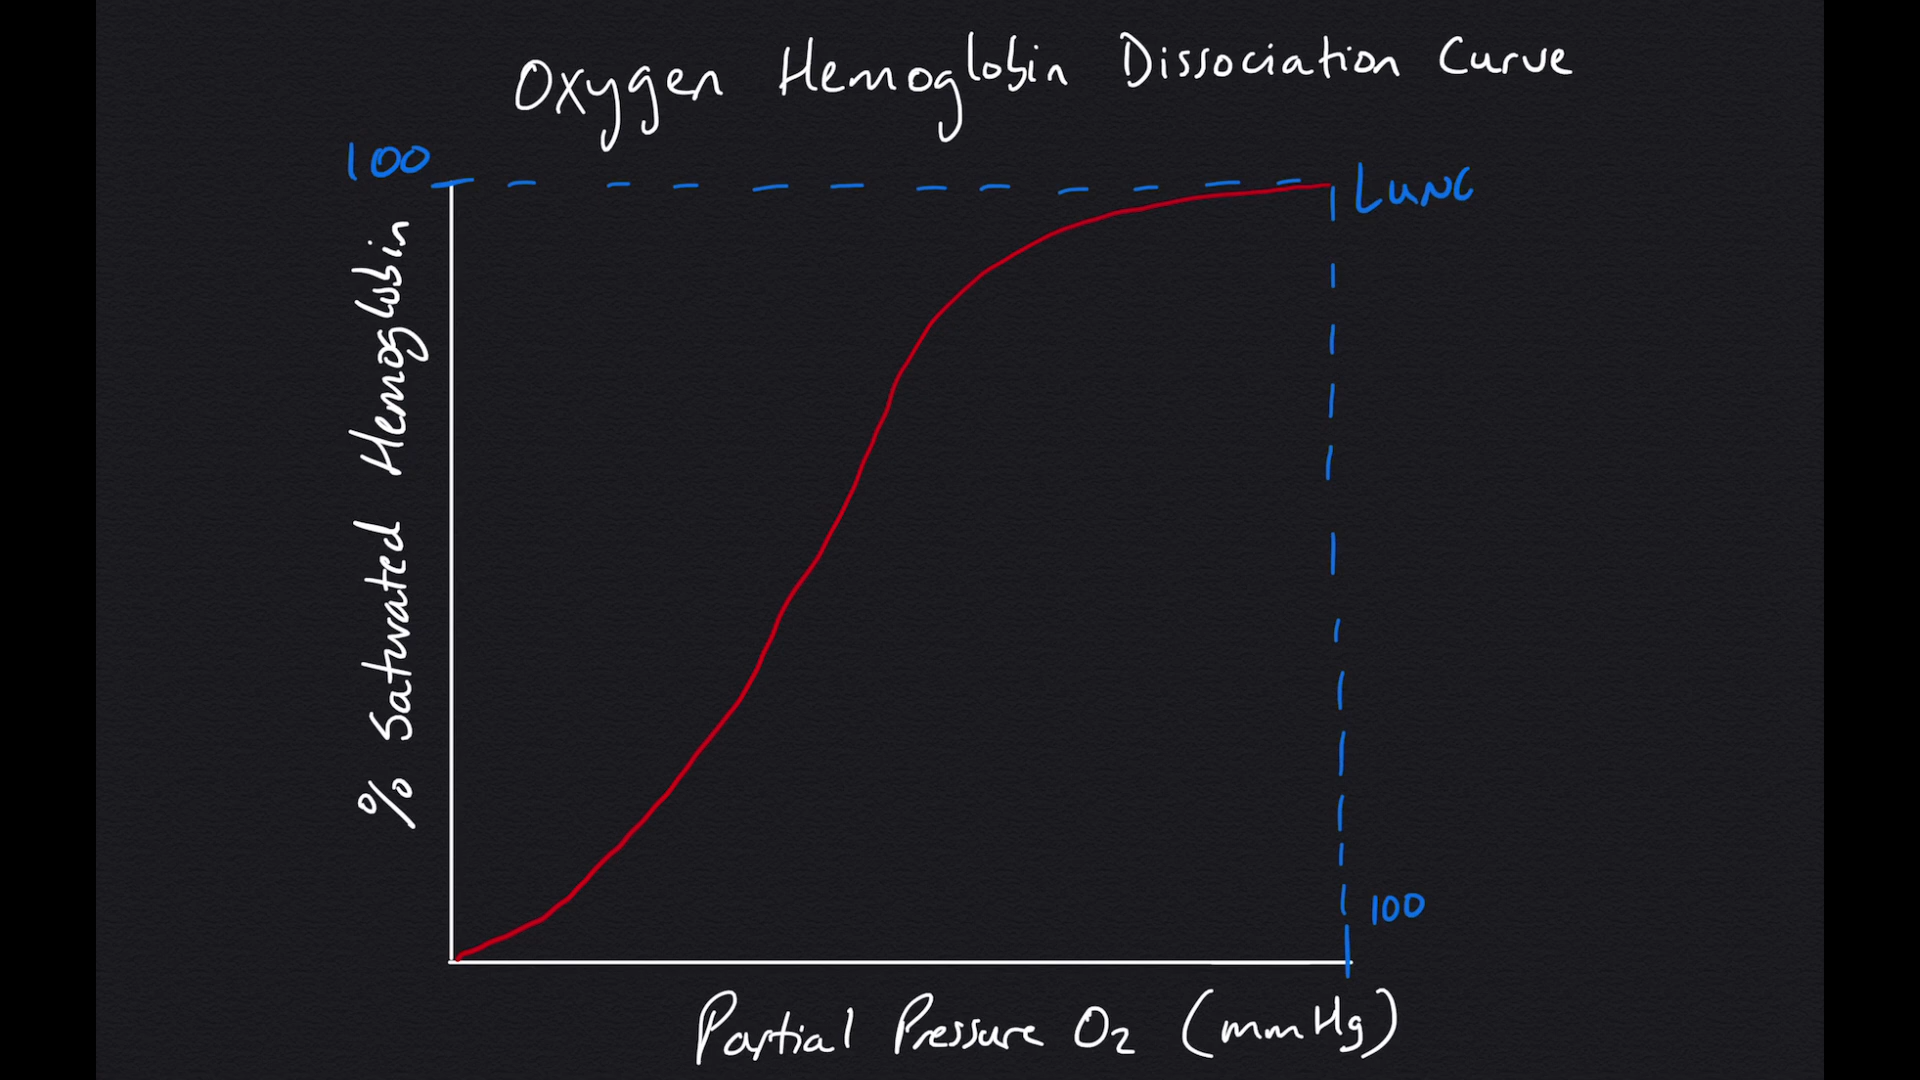 Oxygen Hemoglobin Dissociation Curve
100
LUNG
% Saturated Hemoglobin
100
Partial Pressure O2 (mmHg)